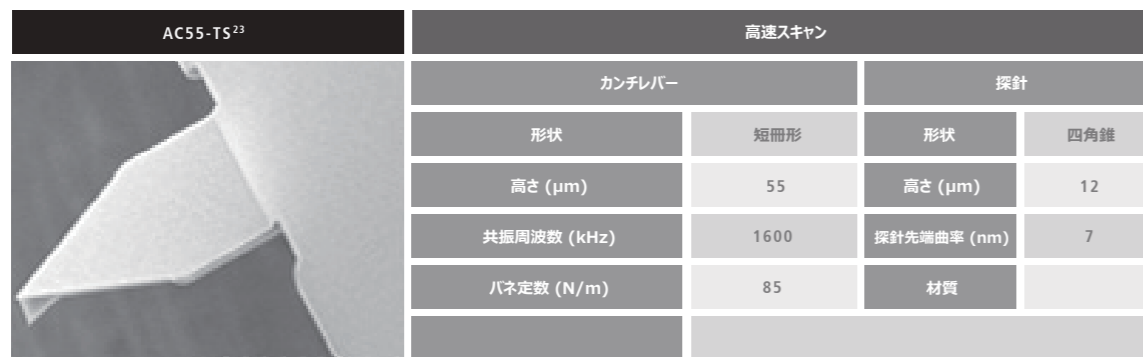 AC55-TS23
高速スキャン
カンチレバー 探針
形状 短冊形 形状 四角錐
高さ (μm) 55 高さ (μm) 12
共振周波数 (kHz) 1600 探針先端曲率 (nm) 7
バネ定数 (N/m) 85 材質